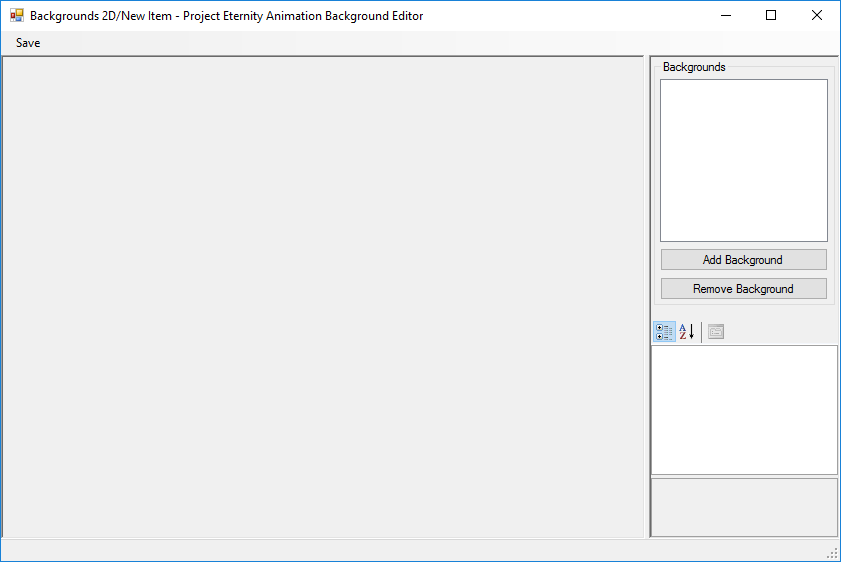 Backgrounds 2D/New Item - Project Eternity Animation Background Editor
Save
Backgrounds
Add Background
Remove Background